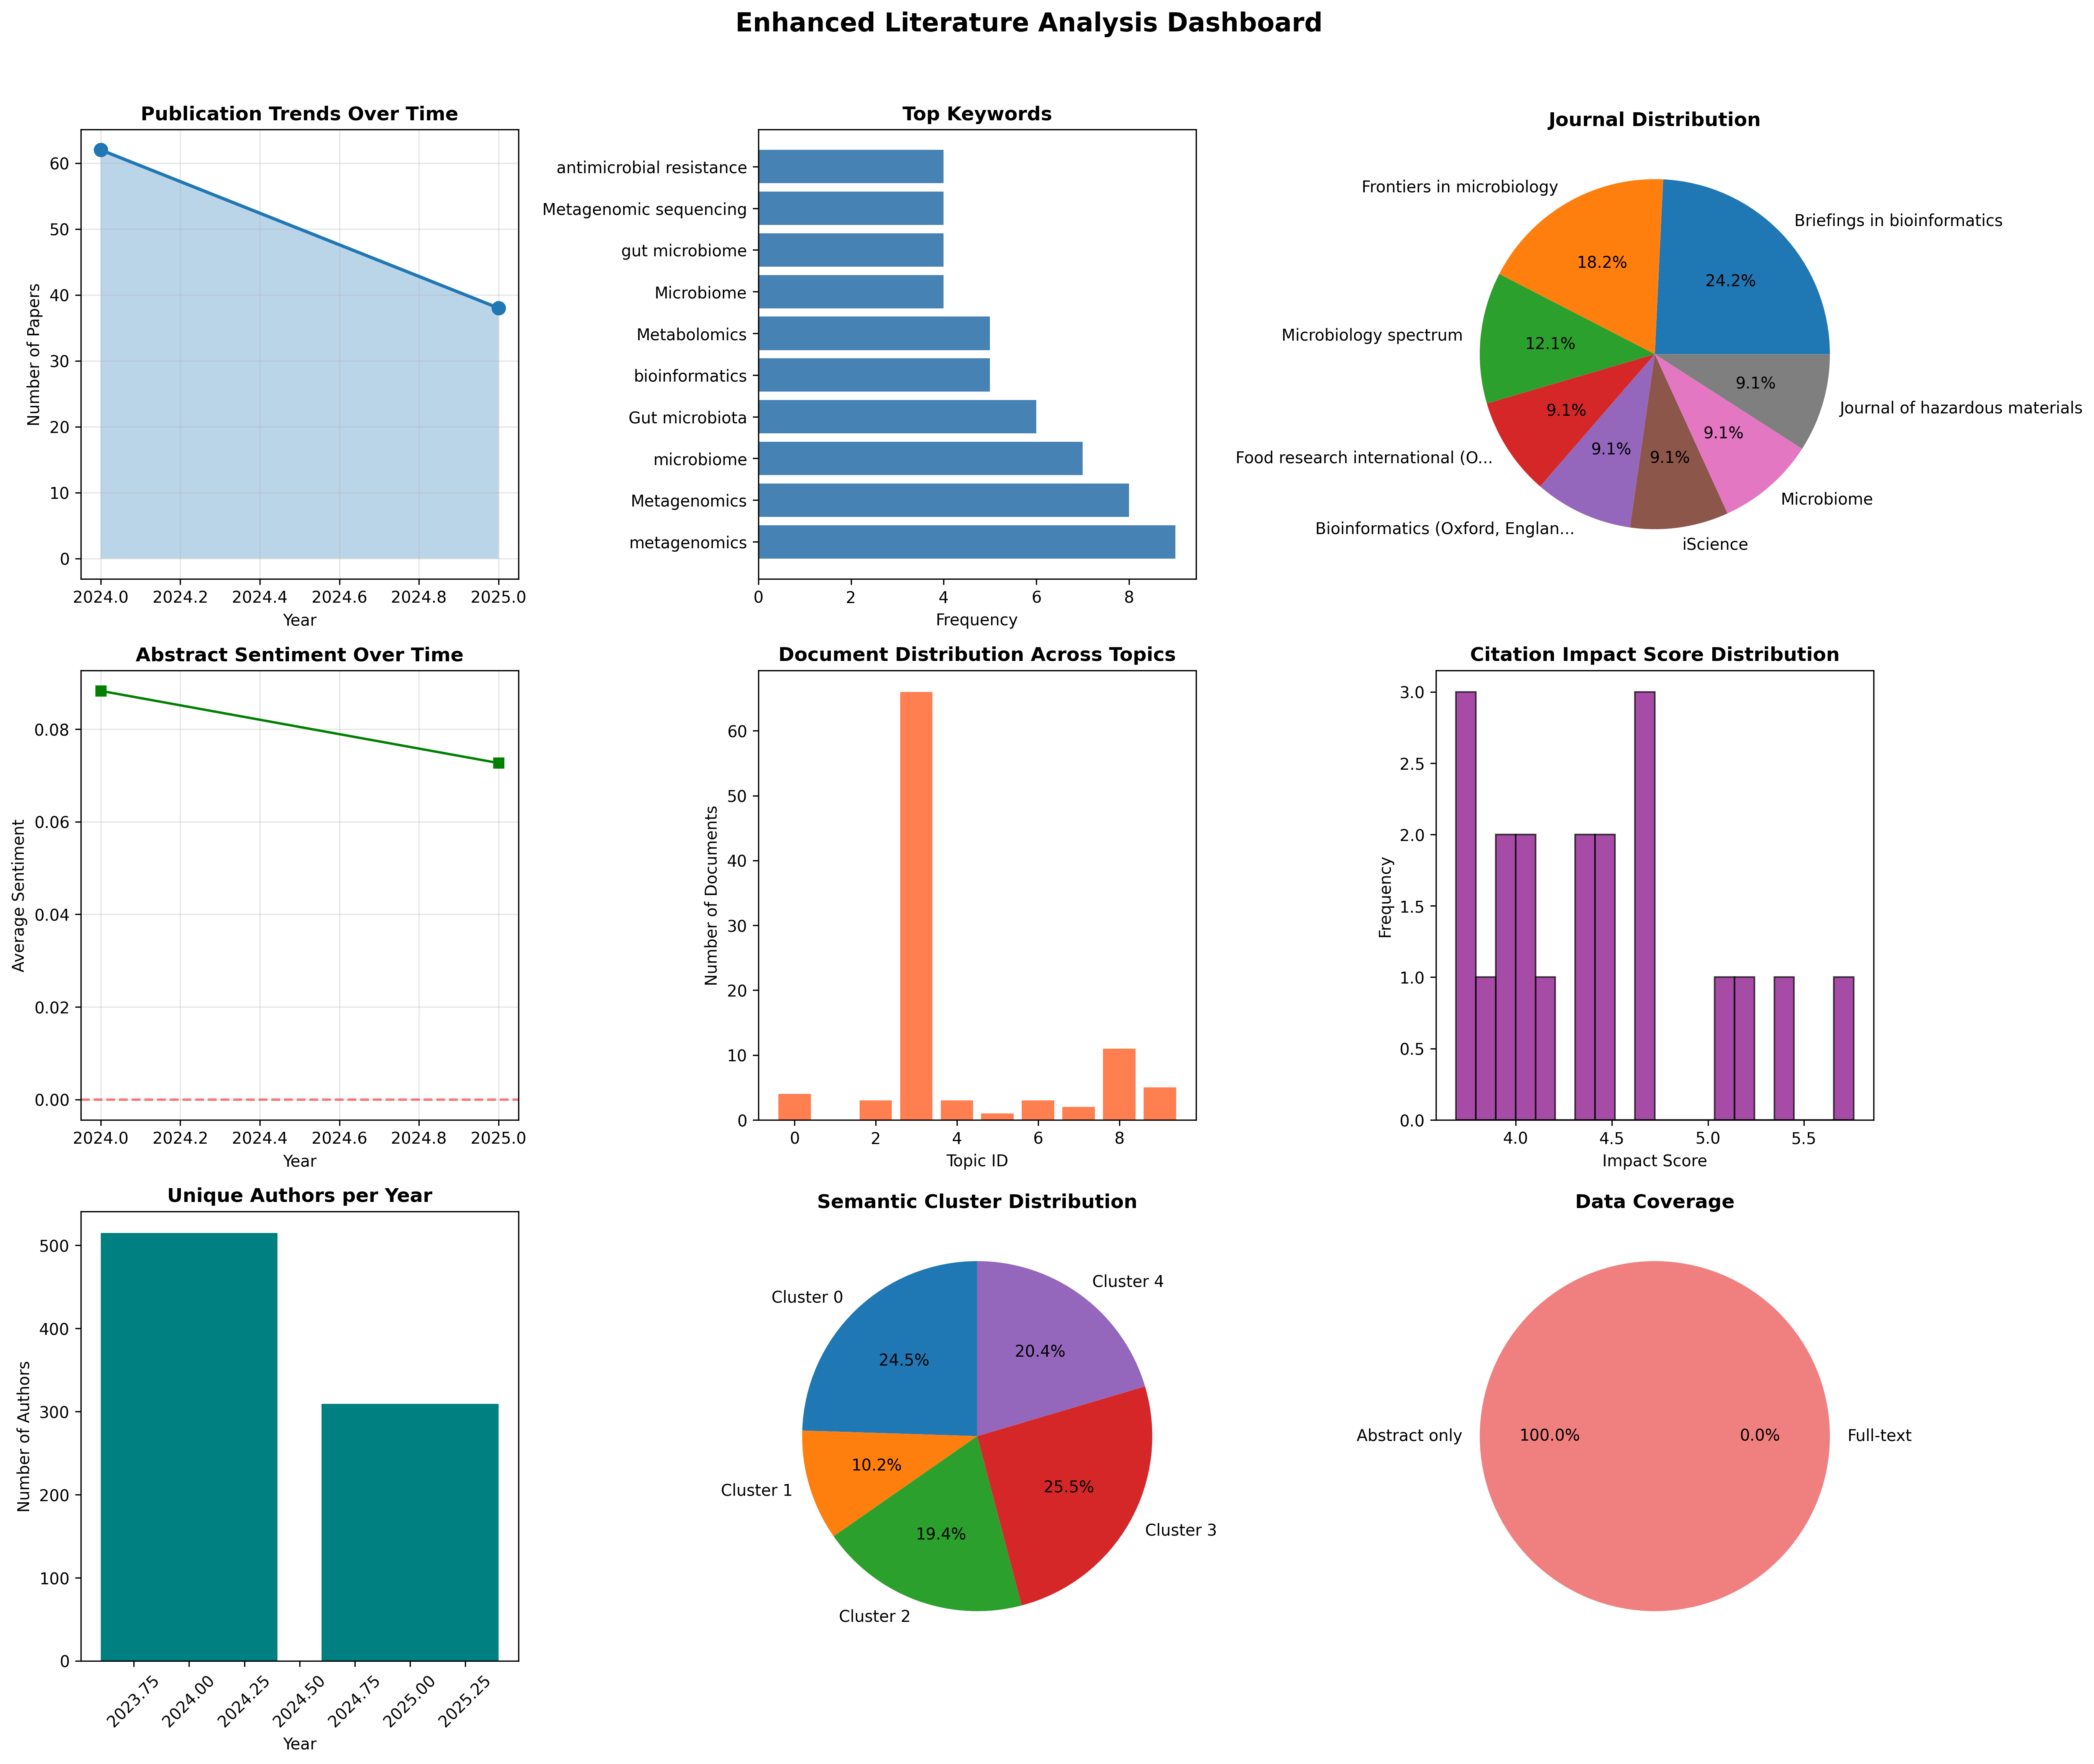 Enhanced Literature Analysis Dashboard
Publication Trends Over Time
Number of Papers
60
50
40
30
20
10
0
2024.0 2024.2 2024.4 2024.6 2024.8 2025.0
Year
Top Keywords
antimicrobial resistance
Metagenomic sequencing
gut microbiome
Microbiome
Metabolomics
bioinformatics
Gut microbiota
microbiome
Metagenomics
metagenomics
0 2 4 6 8
Frequency
Journal Distribution
Frontiers in microbiology
Briefings in bioinformatics
18.2%
24.2%
Microbiology spectrum
12.1%
9.1%
9.1%
Journal of hazardous materials
9.1%
9.1%
9.1%
Food research international (O...
Microbiome
Bioinformatics (Oxford, Englan...
iScience
Abstract Sentiment Over Time
Average Sentiment
0.08
0.06
0.04
0.02
0.00
2024.0 2024.2 2024.4 2024.6 2024.8 2025.0
Year
Document Distribution Across Topics
Number of Documents
60
50
40
30
20
10
0
0 2 4 6 8
Topic ID
Citation Impact Score Distribution
Frequency
3.0
2.5
2.0
1.5
1.0
0.5
0.0
4.0 4.5 5.0 5.5
Impact Score
Unique Authors per Year
Number of Authors
500
400
300
200
100
0
2023.75 2024.00 2024.25 2024.50 2024.75 2025.00 2025.25
Year
Semantic Cluster Distribution
Cluster 4
Cluster 0
20.4%
24.5%
10.2%
Cluster 1
25.5%
Cluster 3
19.4%
Cluster 2
Data Coverage
Abstract only
100.0%
0.0%
Full-text